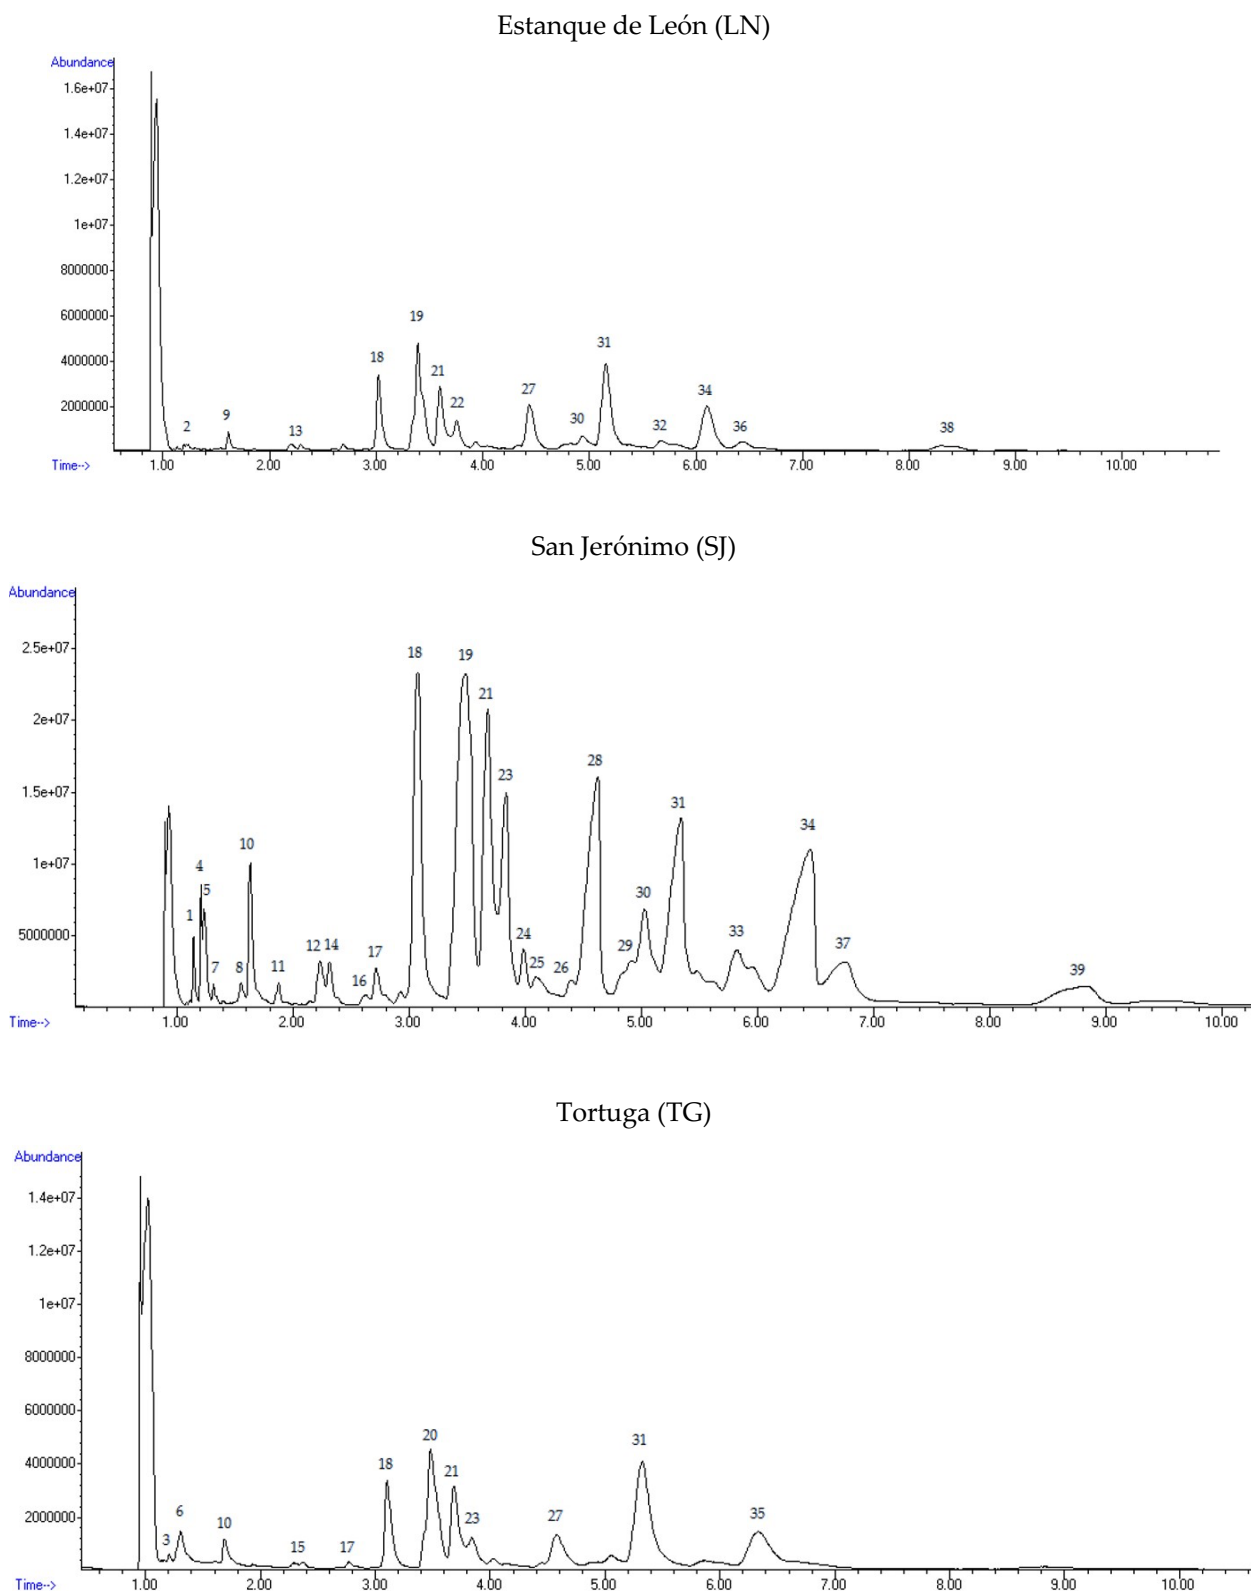 Estanque de León (LN)
Abundance
1.6e+07
1.4e+07
1.2e+07
1e+07
8000000
6000000
4000000
2000000
2 9 13 18 19 21 22 27 30 31 32 34 36 38
Time-->
1.00 2.00 3.00 4.00 5.00 6.00 7.00 8.00 9.00 10.00
San Jerónimo (SJ)
Abundance
2.5e+07
2e+07
1.5e+07
1e+07
5000000
1 4 5 7 8 10 11 12 14 16 17 18 19 21 23 24 25 26 28 29 30 31 33 34 37 39
Time-->
1.00 2.00 3.00 4.00 5.00 6.00 7.00 8.00 9.00 10.00
Tortuga (TG)
Abundance
1.4e+07
1.2e+07
1e+07
8000000
6000000
4000000
2000000
3 6 10 15 17 18 20 21 23 27 31 35
Time-->
1.00 2.00 3.00 4.00 5.00 6.00 7.00 8.00 9.00 10.00